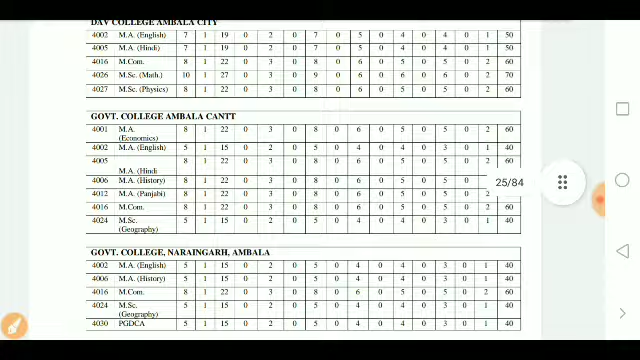 DAV COLLEGE AMBALA CITY
4002 M.A. (English) 7 1 19 0 2 0 7 0 5 0 4 0 4 0 1 50
4005 M.A. (Hindi) 7 1 19 0 2 0 7 0 5 0 4 0 4 0 1 50
4016 M.Com. 8 1 22 0 3 0 8 0 6 0 5 0 5 0 2 60
4026 M.Sc. (Math.) 10 1 27 0 3 0 9 0 6 0 6 0 6 0 2 70
4027 M.Sc. (Physics) 8 1 22 0 3 0 8 0 6 0 5 0 5 0 2 60
GOVT. COLLEGE AMBALA CANTT
4001 M.A. 8 1 22 0 3 0 8 0 6 0 5 0 5 0 2 60
(Economics)
4002 M.A. (English) 5 1 15 0 2 0 5 0 4 0 4 0 3 0 1 40
4005 8 1 22 0 3 0 8 0 6 0 5 0 5 0 2 60
M.A. (Hindi
4006 M.A. (History) 8 1 22 0 3 0 8 0 6 0 5 0 5 0
25/84
4012 M.A. (Panjabi) 8 1 22 0 3 0 8 0 6 0 5 0 5 0 2
4016 M.Com. 8 1 22 0 3 0 8 0 6 0 5 0 5 0 2 60
4024 M.Sc. 5 1 15 0 2 0 5 0 4 0 4 0 3 0 1 40
(Geography)
GOVT. COLLEGE, NARAINGARH, AMBALA
4002 M.A. (English) 5 1 15 0 2 0 5 0 4 0 4 0 3 0 1 40
4006 M.A. (History) 5 1 15 0 2 0 5 0 4 0 4 0 3 0 1 40
4016 M.Com. 8 1 22 0 3 0 8 0 6 0 5 0 5 0 2 60
4024 M.Sc. 5 1 15 0 2 0 5 0 4 0 4 0 3 0 1 40
(Geography)
4030 PGDCA 5 1 15 0 2 0 5 0 4 0 4 0 3 0 1 40